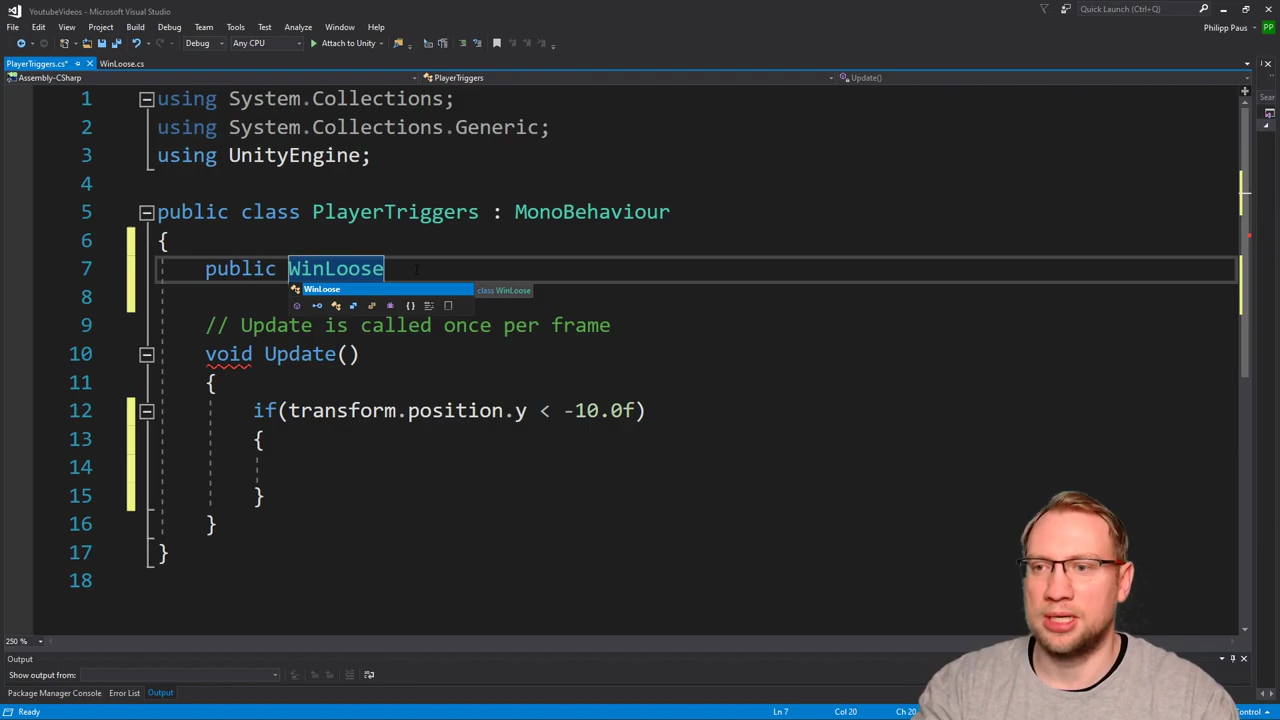 YoutubeVideos - Microsoft Visual Studio
Quick Launch (Ctrl+Q)
File Edit View Project Build Debug Team Tools Test Analyze Window Help
Philipp Paus PP
Debug Any CPU Attach to Unity
PlayerTriggers.cs* WinLoose.cs
Assembly-CSharp PlayerTriggers Update()
Sear
1 using System.Collections;
2 using System.Collections.Generic;
3 using UnityEngine;
4
5 public class PlayerTriggers : MonoBehaviour
6 {
7 public WinLoose
WinLoose class WinLoose
8
9 // Update is called once per frame
10 void Update()
11 {
12 if(transform.position.y < -10.0f)
13 {
14
15 }
16 }
17 }
18
250 %
Output
Show output from:
Package Manager Console Error List Output
Ready Ln 7 Col 20 Ch 20 Control